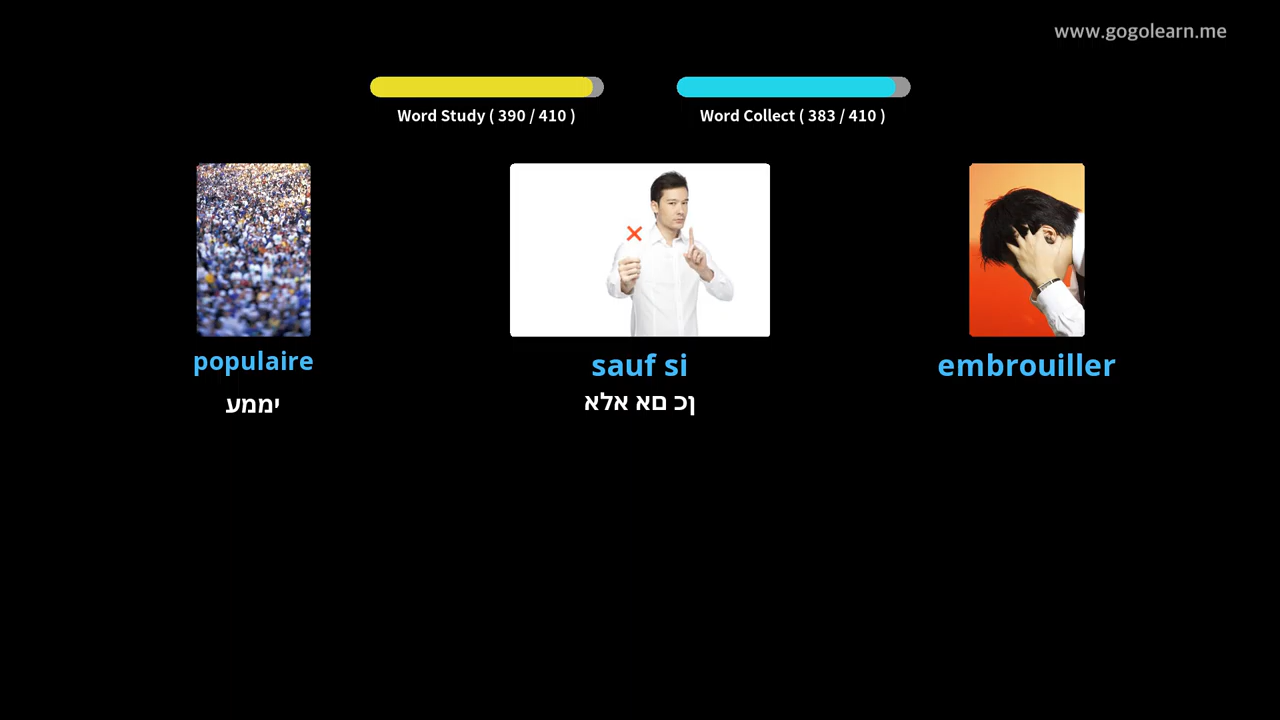 www.gogolearn.me
Word Study ( 390 / 410 )
Word Collect ( 383 / 410 )
populaire
sauf si
embrouiller
יממע
ןכ םא אלא